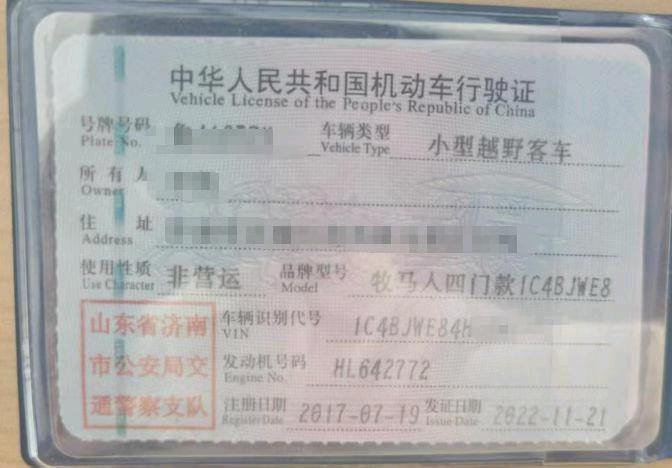 中华人民共和国机动车行驶证
Vehicle License of the People's Republic of China
号牌号码 车辆类型 小型越野客车
Plate No. Vehicle Type
所有人
Owner
住址
Address
使用性质 非营运 品牌型号 牧马人四门款1C4BJWE8
Use Character Model
山东省济南
市公安局交
通警察支队
车辆识别代号 1C4BJWE84H
VIN
发动机号码 HL642772
Engine No.
注册日期 2017-07-19 发证日期 2022-11-21
Register Date Issue Date